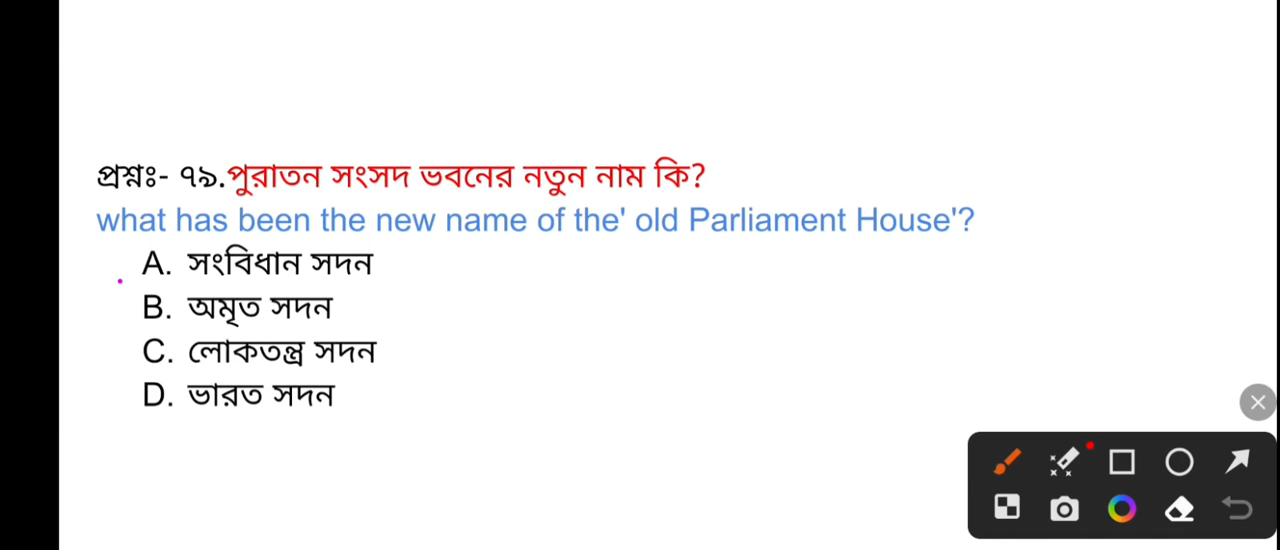 প্রশ্নঃ- ৭৯.পুরাতন সংসদ ভবনের নতুন নাম কি?
what has been the new name of the' old Parliament House'?
A. সংবিধান সদন
B. অমৃত সদন
C. লোকতন্ত্র সদন
D. ভারত সদন